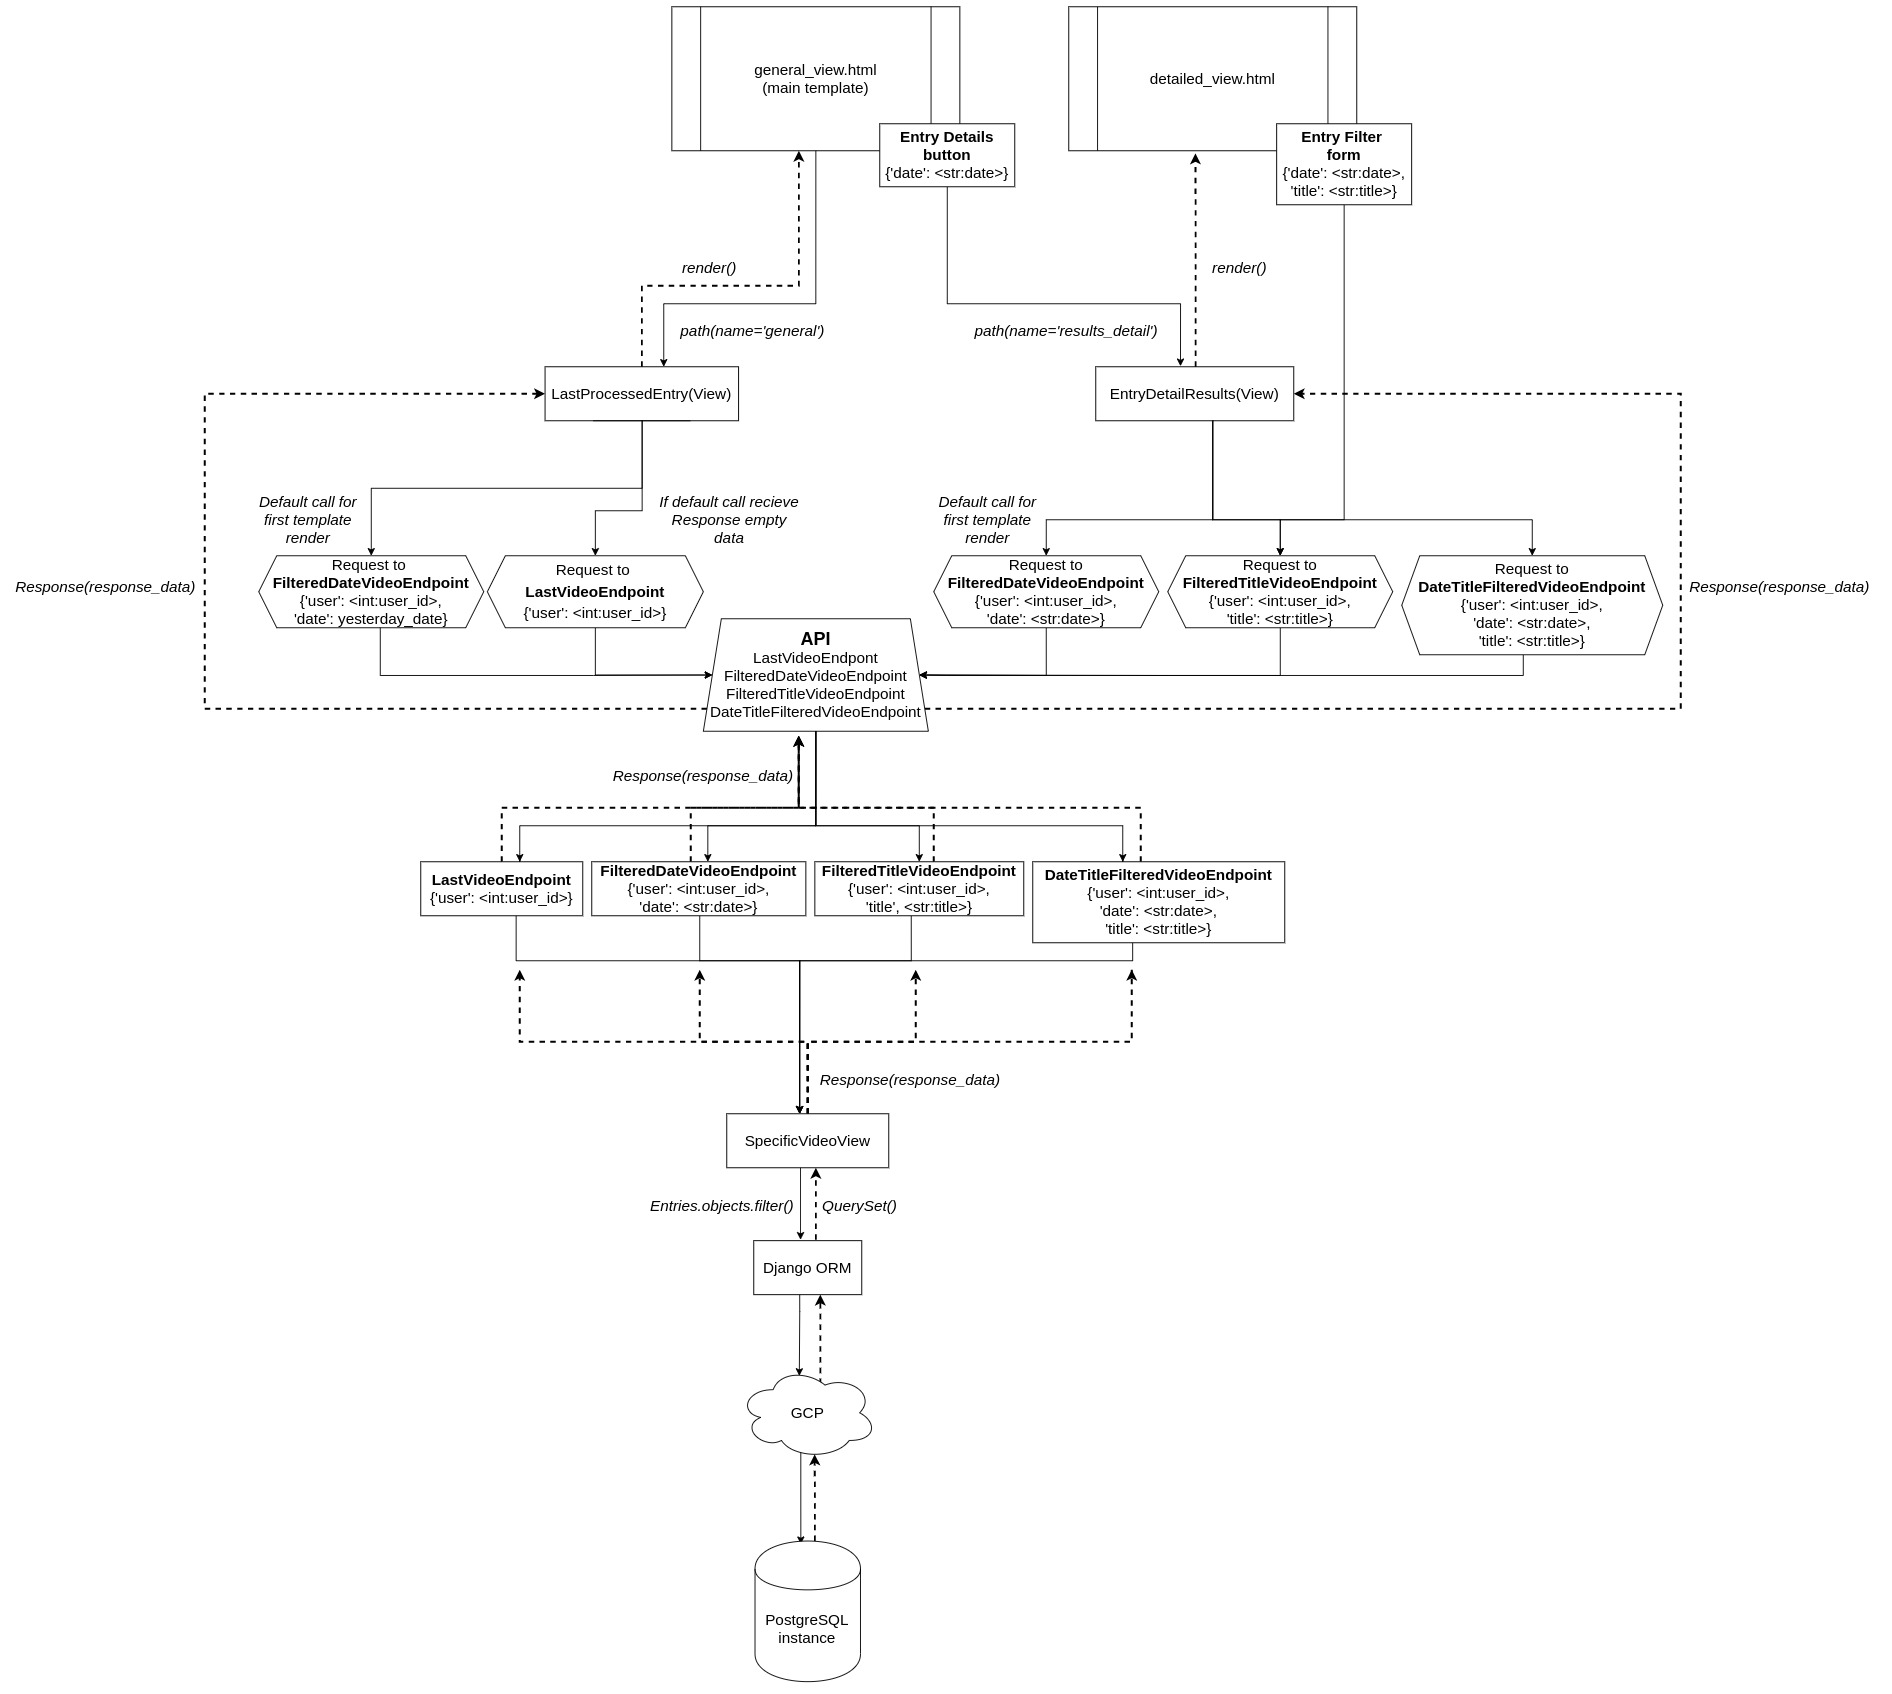 general_view.html
(main template)
detailed_view.html
Entry Details
button
{'date': <str:date>}
Entry Filter
form
{'date': <str:date>,
'title': <str:title>}
render()
render()
path(name='general')
path(name='results_detail')
LastProcessedEntry(View)
EntryDetailResults(View)
Default call for
first template
render
If default call recieve
Response empty
data
Default call for
first template
render
Response(response_data)
Request to
FilteredDateVideoEndpoint
{'user': <int:user_id>,
'date': yesterday_date}
Request to
LastVideoEndpoint
{'user': <int:user_id>}
Request to
FilteredDateVideoEndpoint
{'user': <int:user_id>,
'date': <str:date>}
Request to
FilteredTitleVideoEndpoint
{'user': <int:user_id>,
'title': <str:title>}
Request to
DateTitleFilteredVideoEndpoint
{'user': <int:user_id>,
'date': <str:date>,
'title': <str:title>}
Response(response_data)
API
LastVideoEndpont
FilteredDateVideoEndpoint
FilteredTitleVideoEndpoint
DateTitleFilteredVideoEndpoint
Response(response_data)
LastVideoEndpoint
{'user': <int:user_id>}
FilteredDateVideoEndpoint
{'user': <int:user_id>,
'date': <str:date>}
FilteredTitleVideoEndpoint
{'user': <int:user_id>,
'title', <str:title>}
DateTitleFilteredVideoEndpoint
{'user': <int:user_id>,
'date': <str:date>,
'title': <str:title>}
Response(response_data)
SpecificVideoView
Entries.objects.filter()
QuerySet()
Django ORM
GCP
PostgreSQL
instance